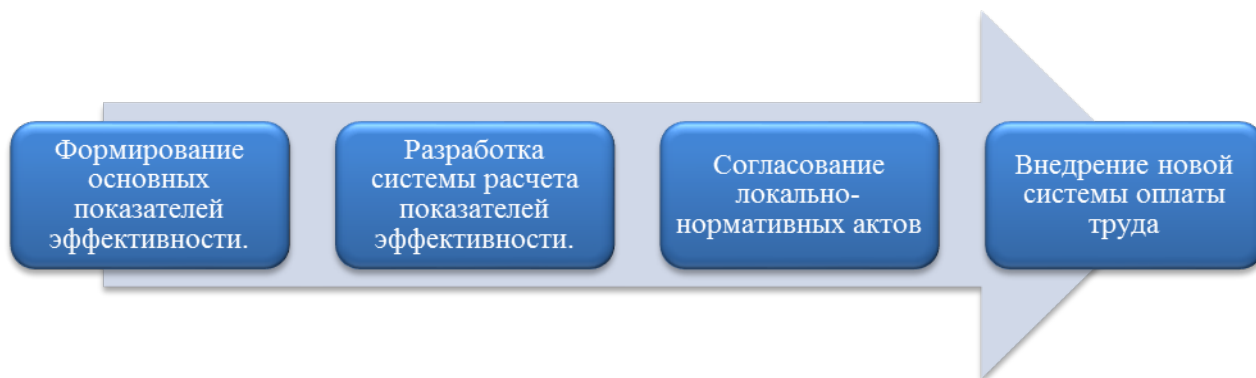 Формирование
основных
показателей
эффективности.
Разработка
системы расчета
показателей
эффективности.
Согласование
локально-
нормативных актов
Внедрение новой
системы оплаты
труда